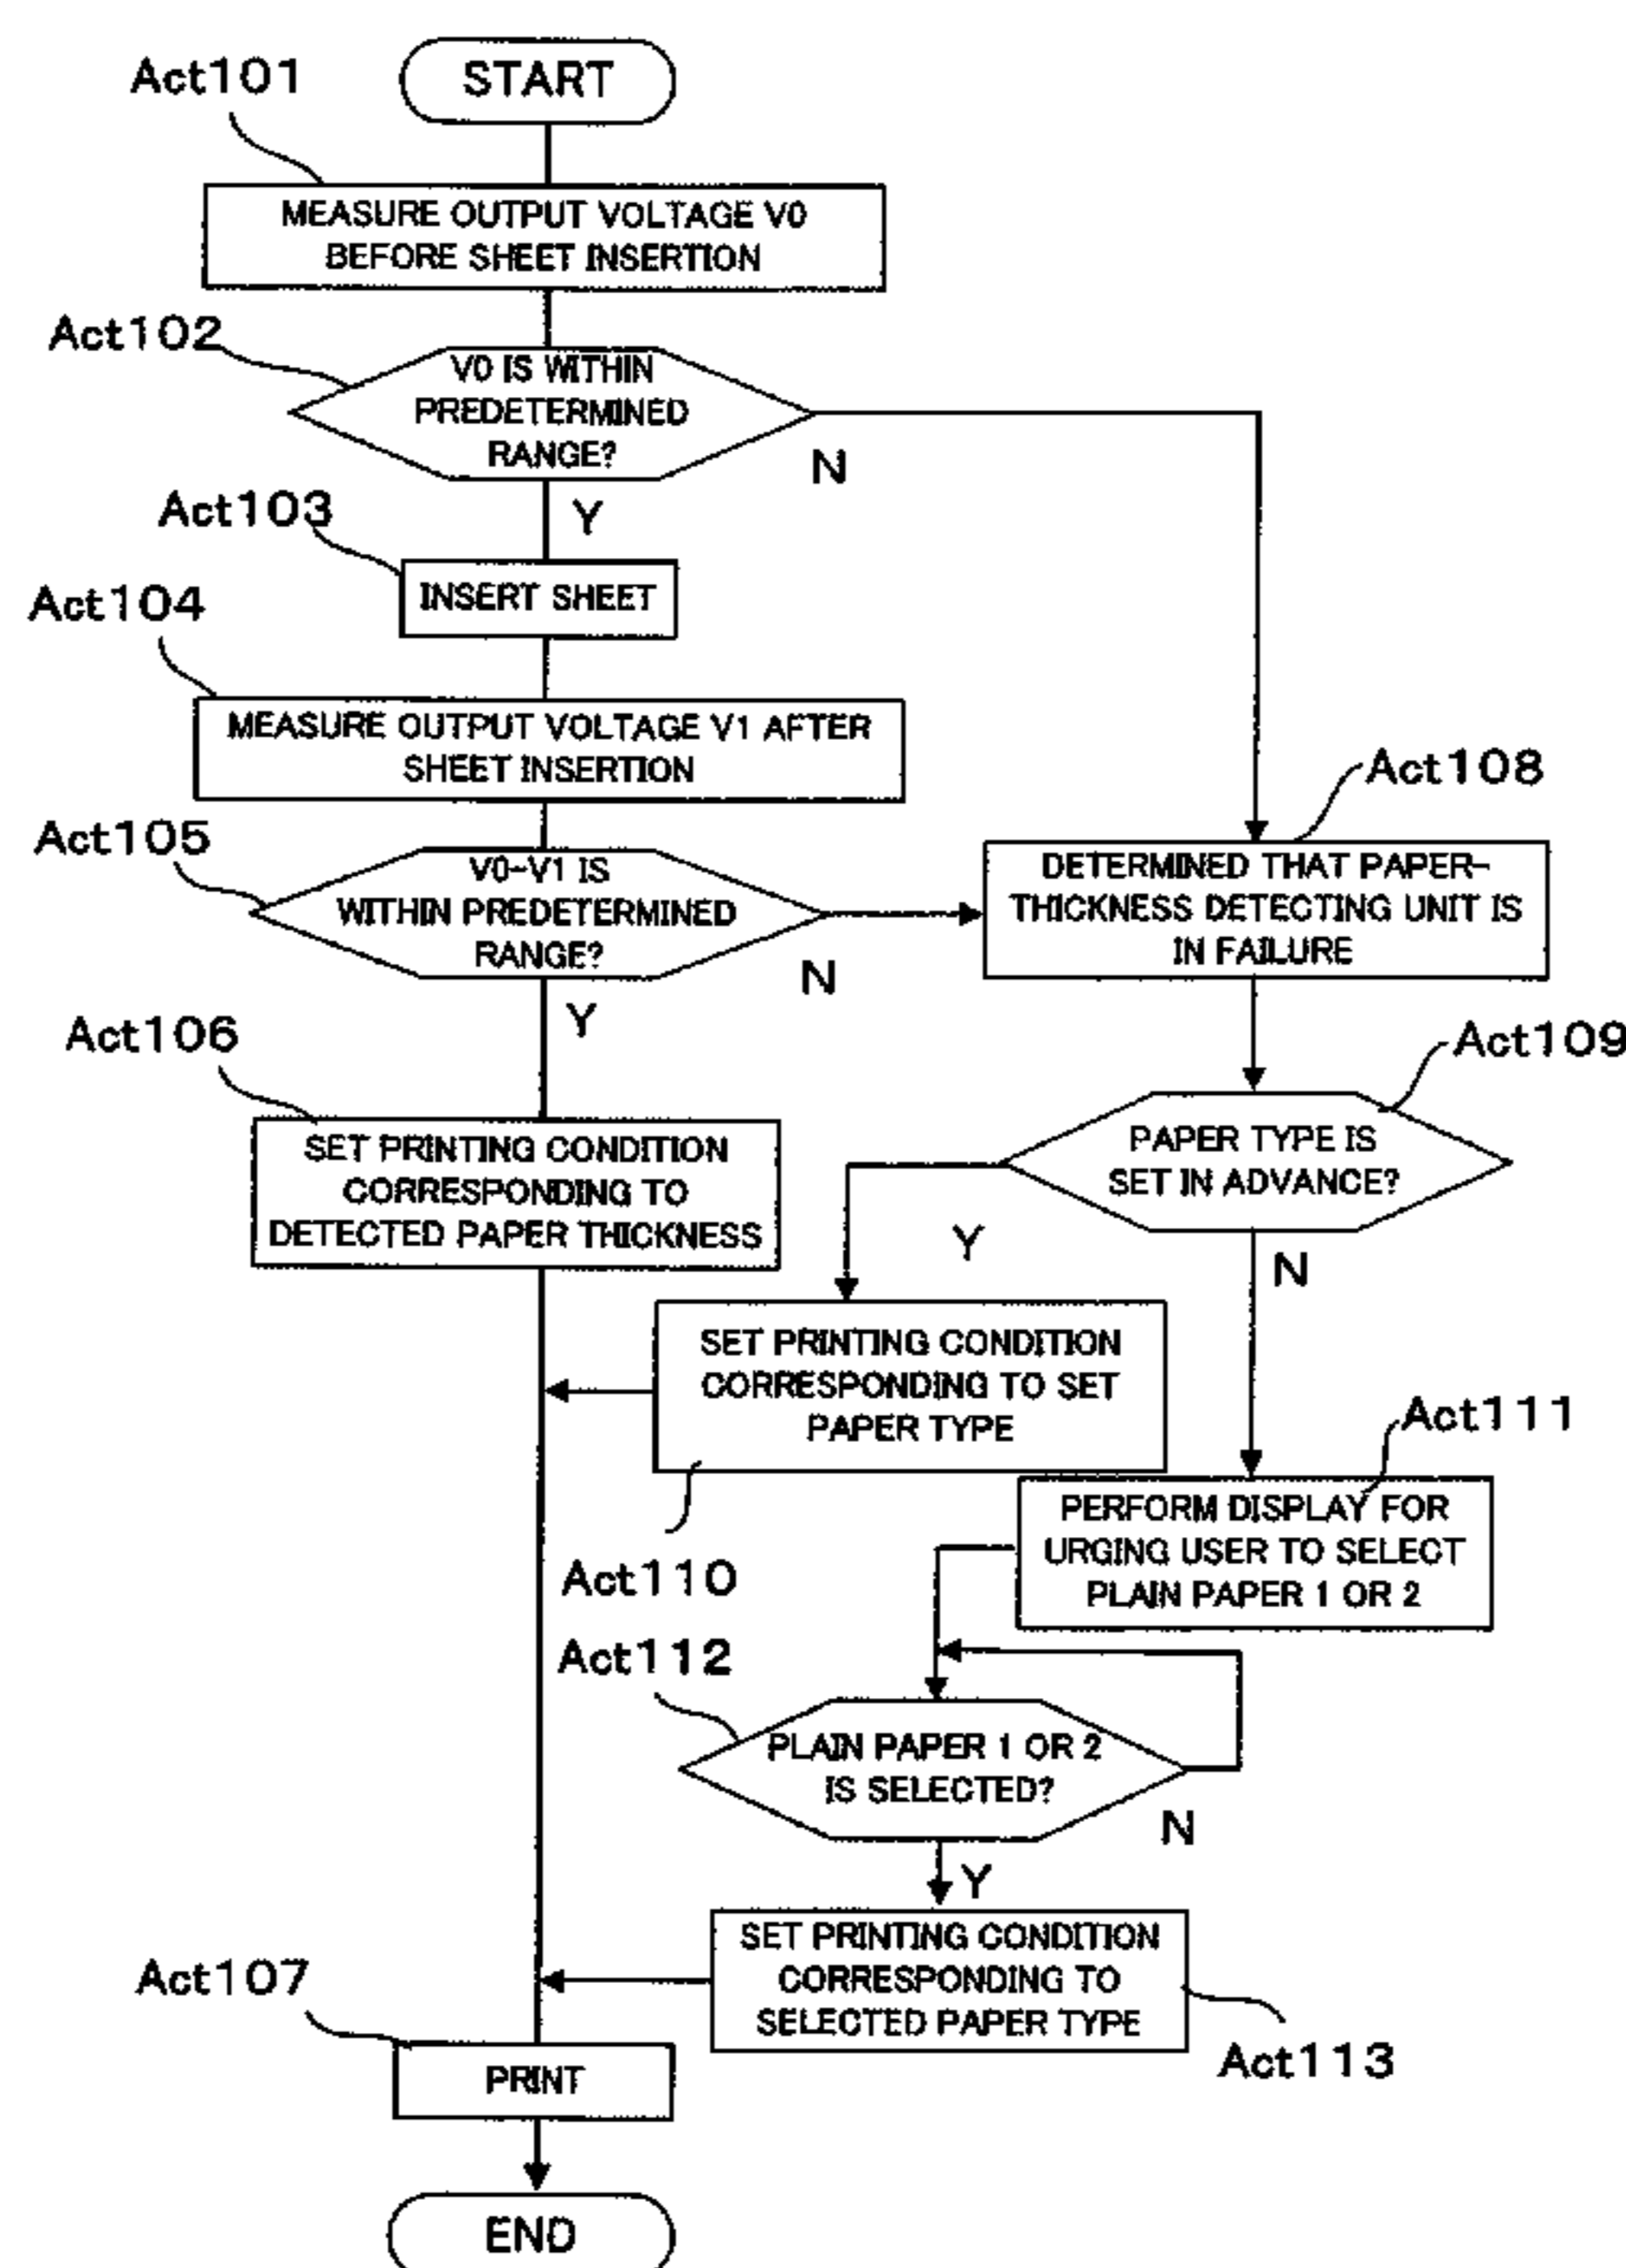 START
Act101
MEASURE OUTPUT VOLTAGE V0
BEFORE SHEET INSERTION
Act102
V0 IS WITHIN
PREDETERMINED
RANGE?
N
Y
Act103
INSERT SHEET
Act104
MEASURE OUTPUT VOLTAGE V1 AFTER
SHEET INSERTION
Act105
V0-V1 IS
WITHIN PREDETERMINED
RANGE?
N
Y
Act108
DETERMINED THAT PAPER-
THICKNESS DETECTING UNIT IS
IN FAILURE
Act106
SET PRINTING CONDITION
CORRESPONDING TO
DETECTED PAPER THICKNESS
Act109
PAPER TYPE IS
SET IN ADVANCE?
Y
N
SET PRINTING CONDITION
CORRESPONDING TO SET
PAPER TYPE
Act110
Act111
PERFORM DISPLAY FOR
URGING USER TO SELECT
PLAIN PAPER 1 OR 2
Act112
PLAIN PAPER 1 OR 2
IS SELECTED?
N
Y
SET PRINTING CONDITION
CORRESPONDING TO
SELECTED PAPER TYPE
Act113
Act107
PRINT
END